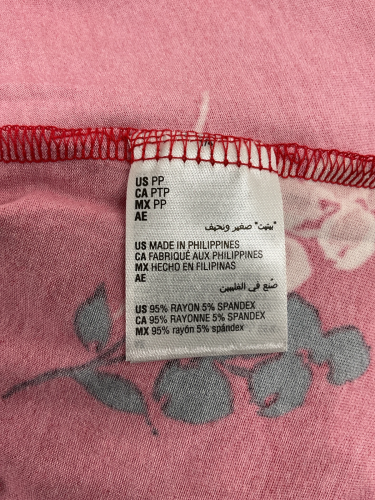 US PP
CA PTP
MX PP
AE
"بيتيت" صغير ونحيف
US MADE IN PHILIPPINES
CA FABRIQUÉ AUX PHILIPPINES
MX HECHO EN FILIPINAS
AE
صُنع في الفلبين
US 95% RAYON 5% SPANDEX
CA 95% RAYONNE 5% SPANDEX
MX 95% rayón 5% spándex